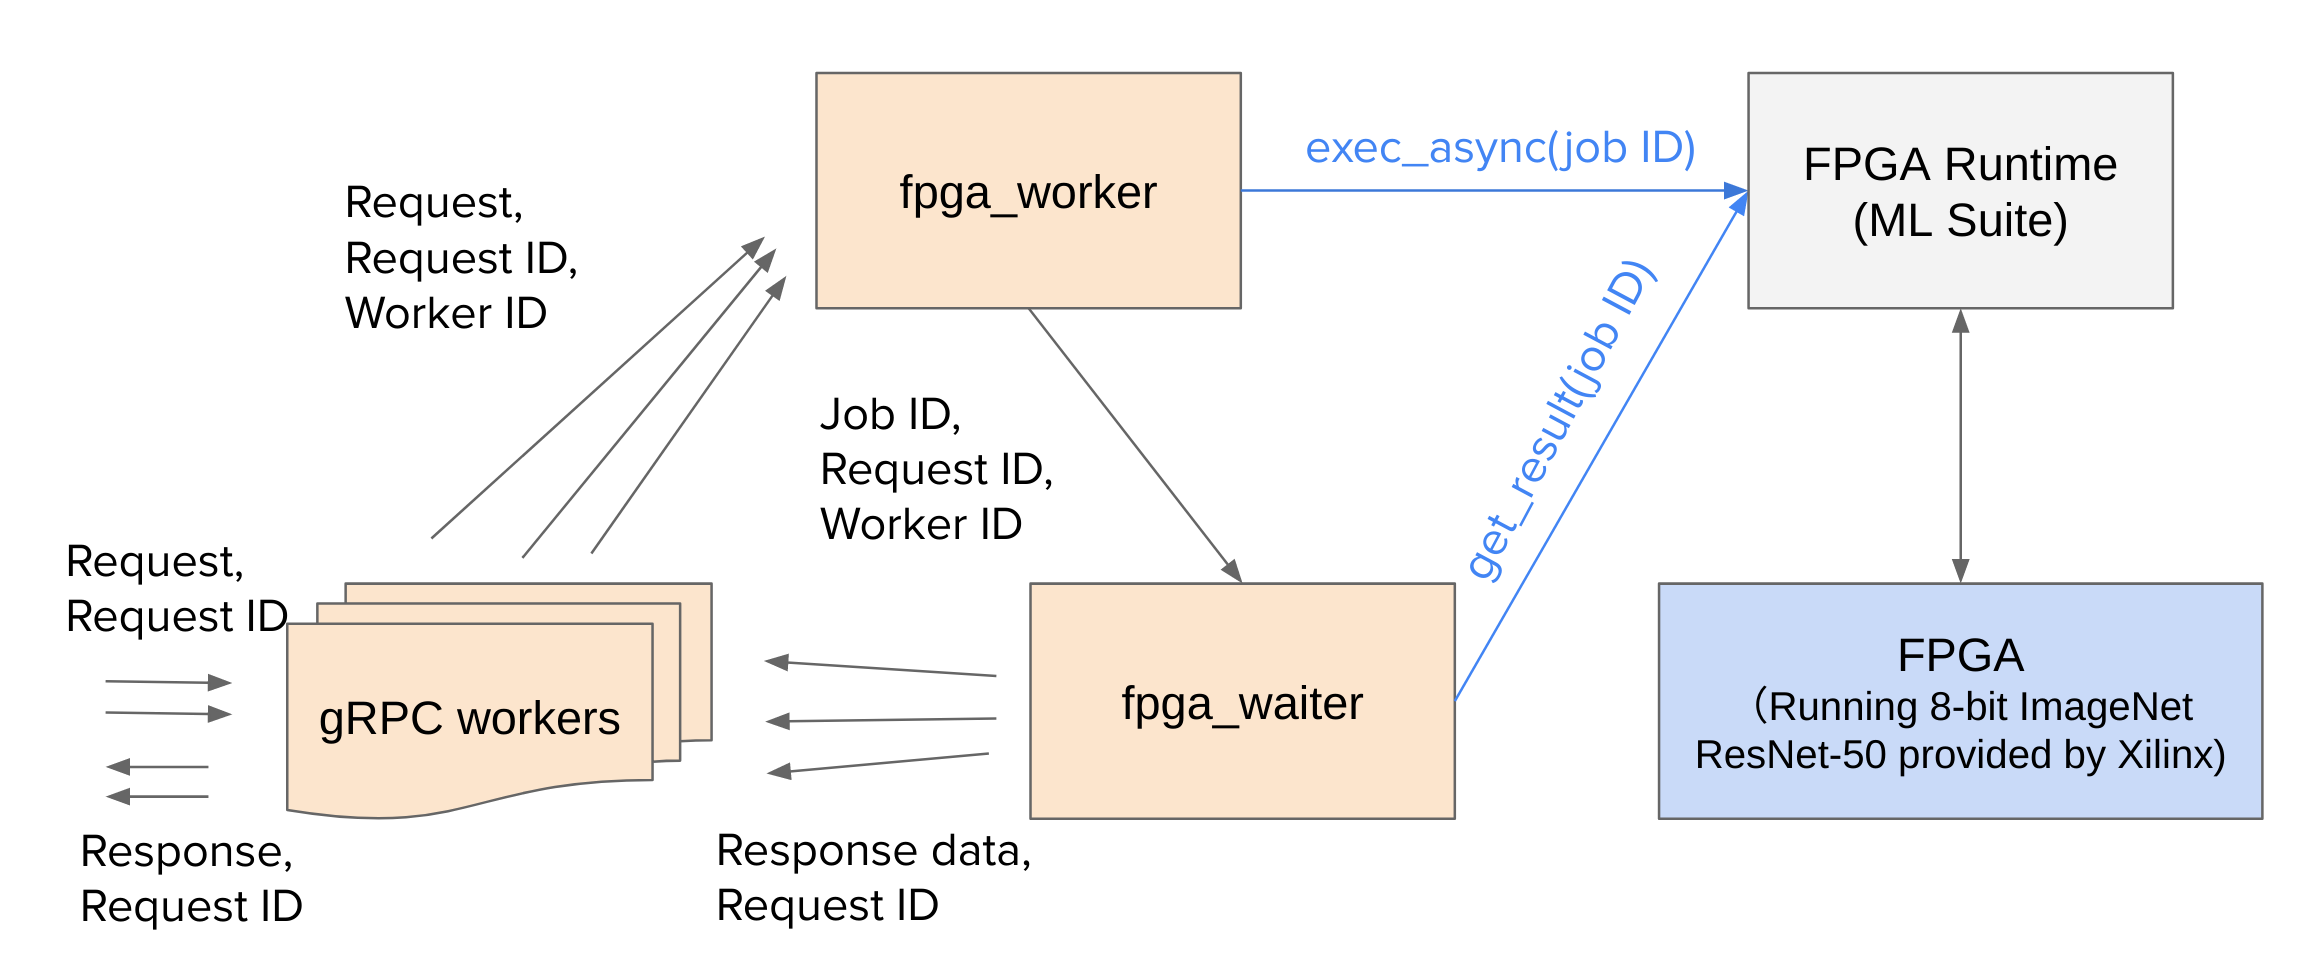 fpga_worker
exec_async(job ID)
FPGA Runtime
(ML Suite)
Request,
Request ID,
Worker ID
get_result(job ID)
Job ID,
Request ID,
Worker ID
Request,
Request ID
gRPC workers
fpga_waiter
FPGA
(Running 8-bit ImageNet
ResNet-50 provided by Xilinx)
Response,
Request ID
Response data,
Request ID